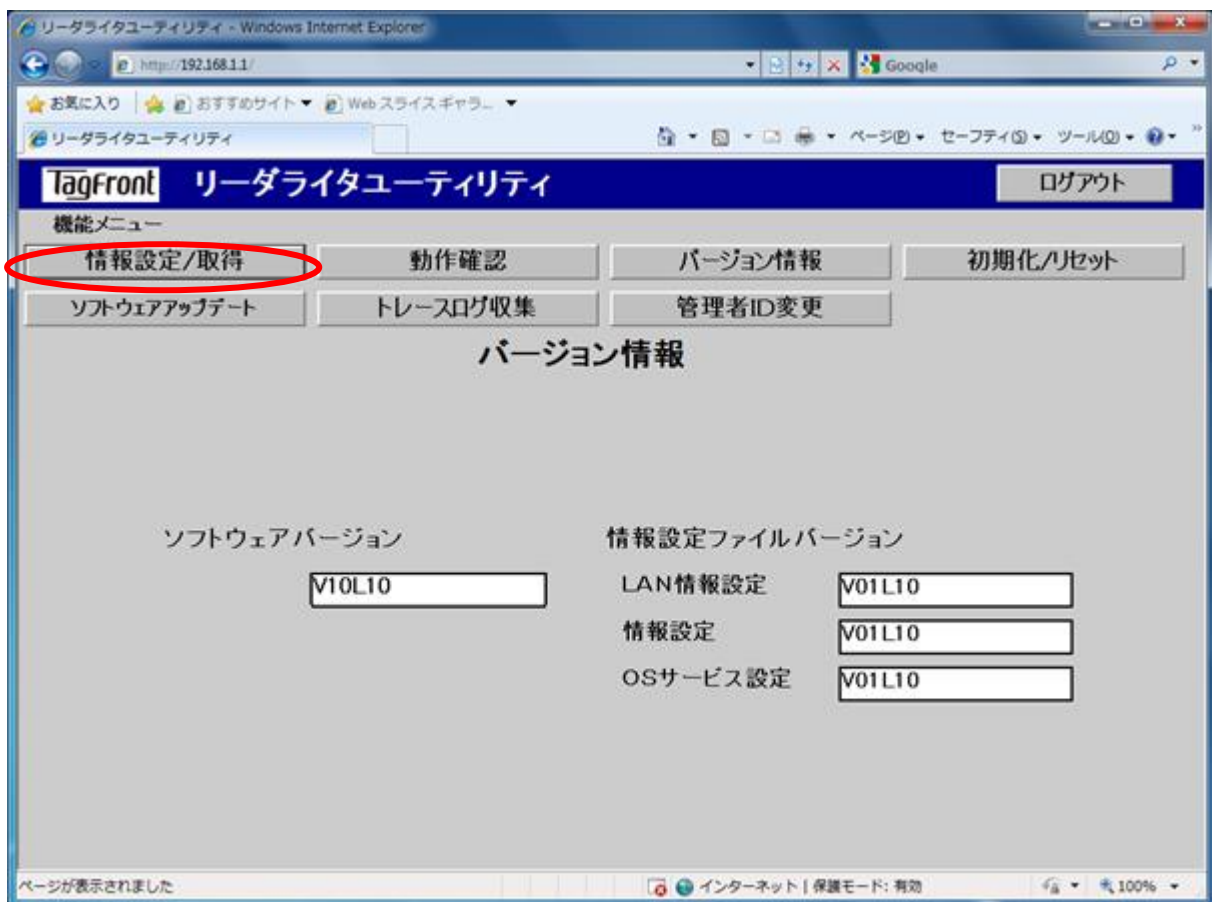 リーダライタユーティリティ - Windows Internet Explorer
http://192.168.1.1/
Google
お気に入り おすすめサイト Web スライス ギャラ...
リーダライタユーティリティ
ページ(P) セーフティ(S) ツール(O)
TagFront リーダライタユーティリティ ログアウト
機能メニュー
情報設定/取得 動作確認 バージョン情報 初期化/リセット
ソフトウェアアップデート トレースログ収集 管理者ID変更
バージョン情報
ソフトウェアバージョン 情報設定ファイルバージョン
V10L10 LAN情報設定 V01L10
情報設定 V01L10
OSサービス設定 V01L10
ページが表示されました インターネット | 保護モード: 有効 100%